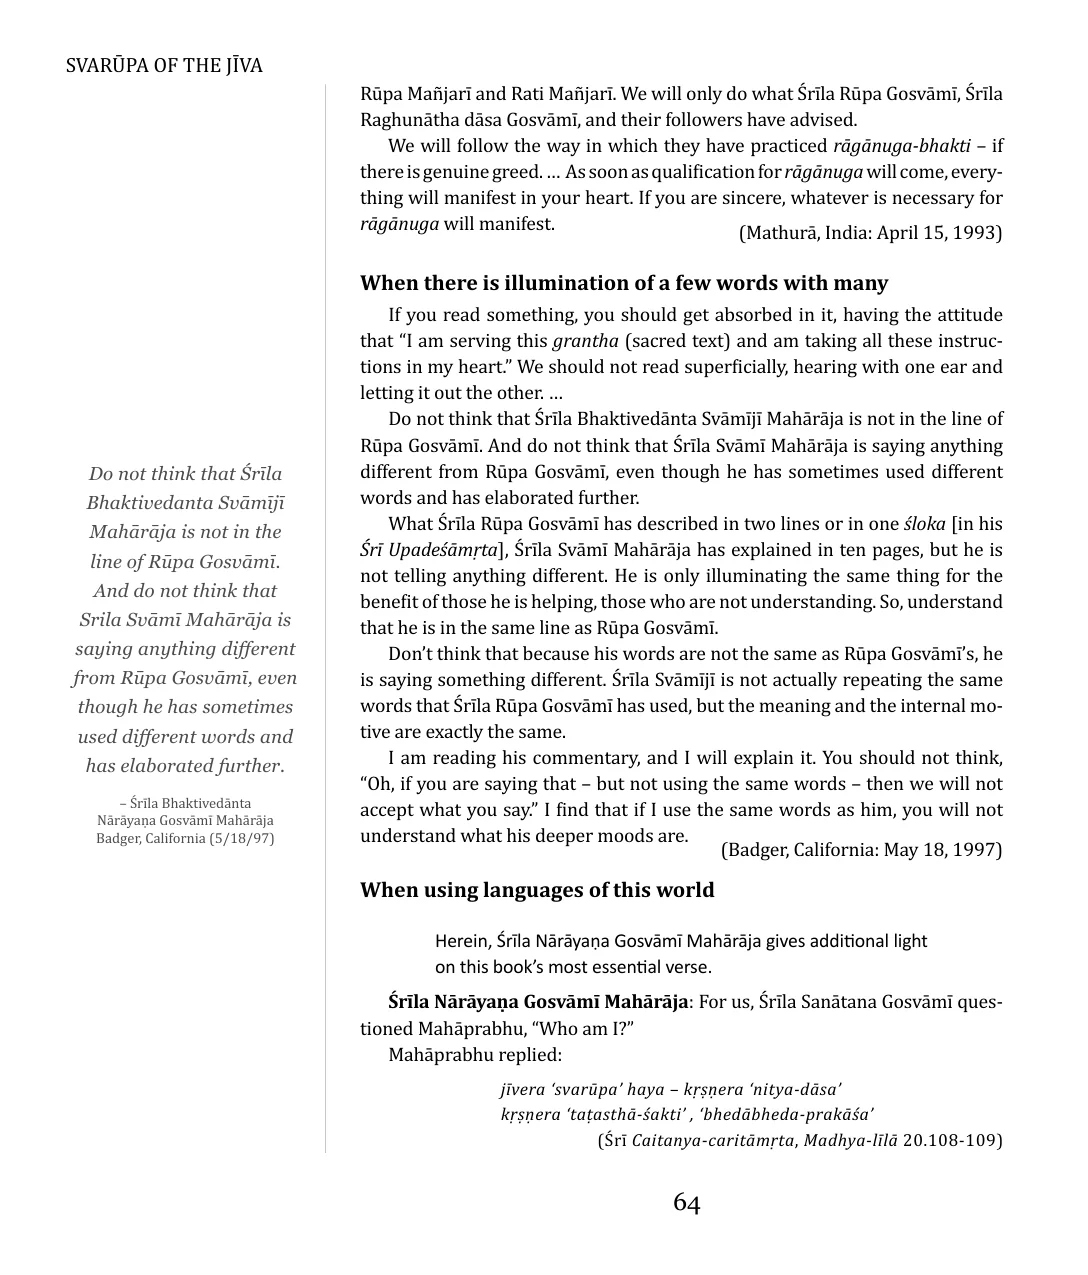 SVARŪPA OF THE JĪVA
Rūpa Mañjarī and Rati Mañjarī. We will only do what Śrīla Rūpa Gosvāmī, Śrīla
Raghunātha dāsa Gosvāmī, and their followers have advised.
We will follow the way in which they have practiced rāgānuga-bhakti – if
there is genuine greed. … As soon as qualification for rāgānuga will come, every-
thing will manifest in your heart. If you are sincere, whatever is necessary for
rāgānuga will manifest.
(Mathurā, India: April 15, 1993)
When there is illumination of a few words with many
If you read something, you should get absorbed in it, having the attitude
that “I am serving this grantha (sacred text) and am taking all these instruc-
tions in my heart.” We should not read superficially, hearing with one ear and
letting it out the other. …
Do not think that Śrīla Bhaktivedānta Svāmījī Mahārāja is not in the line of
Rūpa Gosvāmī. And do not think that Śrīla Svāmī Mahārāja is saying anything
different from Rūpa Gosvāmī, even though he has sometimes used different
words and has elaborated further.
What Śrīla Rūpa Gosvāmī has described in two lines or in one śloka [in his
Śrī Upadeśāmṛta], Śrīla Svāmī Mahārāja has explained in ten pages, but he is
not telling anything different. He is only illuminating the same thing for the
benefit of those he is helping, those who are not understanding. So, understand
that he is in the same line as Rūpa Gosvāmī.
Don’t think that because his words are not the same as Rūpa Gosvāmī’s, he
is saying something different. Śrīla Svāmījī is not actually repeating the same
words that Śrīla Rūpa Gosvāmī has used, but the meaning and the internal mo-
tive are exactly the same.
I am reading his commentary, and I will explain it. You should not think,
“Oh, if you are saying that – but not using the same words – then we will not
accept what you say.” I find that if I use the same words as him, you will not
understand what his deeper moods are.
(Badger, California: May 18, 1997)
Do not think that Śrīla
Bhaktivedanta Svāmījī
Mahārāja is not in the
line of Rūpa Gosvāmī.
And do not think that
Srila Svāmī Mahārāja is
saying anything different
from Rūpa Gosvāmī, even
though he has sometimes
used different words and
has elaborated further.
– Śrīla Bhaktivedānta
Nārāyaṇa Gosvāmī Mahārāja
Badger, California (5/18/97)
When using languages of this world
Herein, Śrīla Nārāyaṇa Gosvāmī Mahārāja gives additional light
on this book’s most essential verse.
Śrīla Nārāyaṇa Gosvāmī Mahārāja: For us, Śrīla Sanātana Gosvāmī ques-
tioned Mahāprabhu, “Who am I?”
Mahāprabhu replied:
jīvera ‘svarūpa’ haya – kṛṣṇera ‘nitya-dāsa’
kṛṣṇera ‘taṭasthā-śakti’ , ‘bhedābheda-prakāśa’
(Śrī Caitanya-caritāmṛta, Madhya-līlā 20.108-109)
64